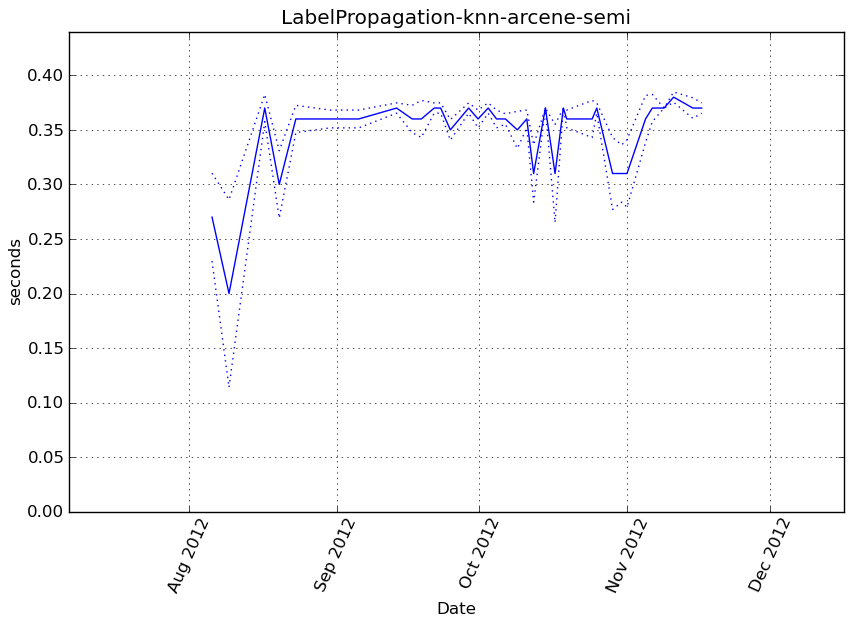 LabelPropagation-knn-arcene-semi
0.40
0.35
0.30
0.25
0.20
0.15
0.10
0.05
0.00
seconds
Aug 2012
Sep 2012
Oct 2012
Nov 2012
Dec 2012
Date